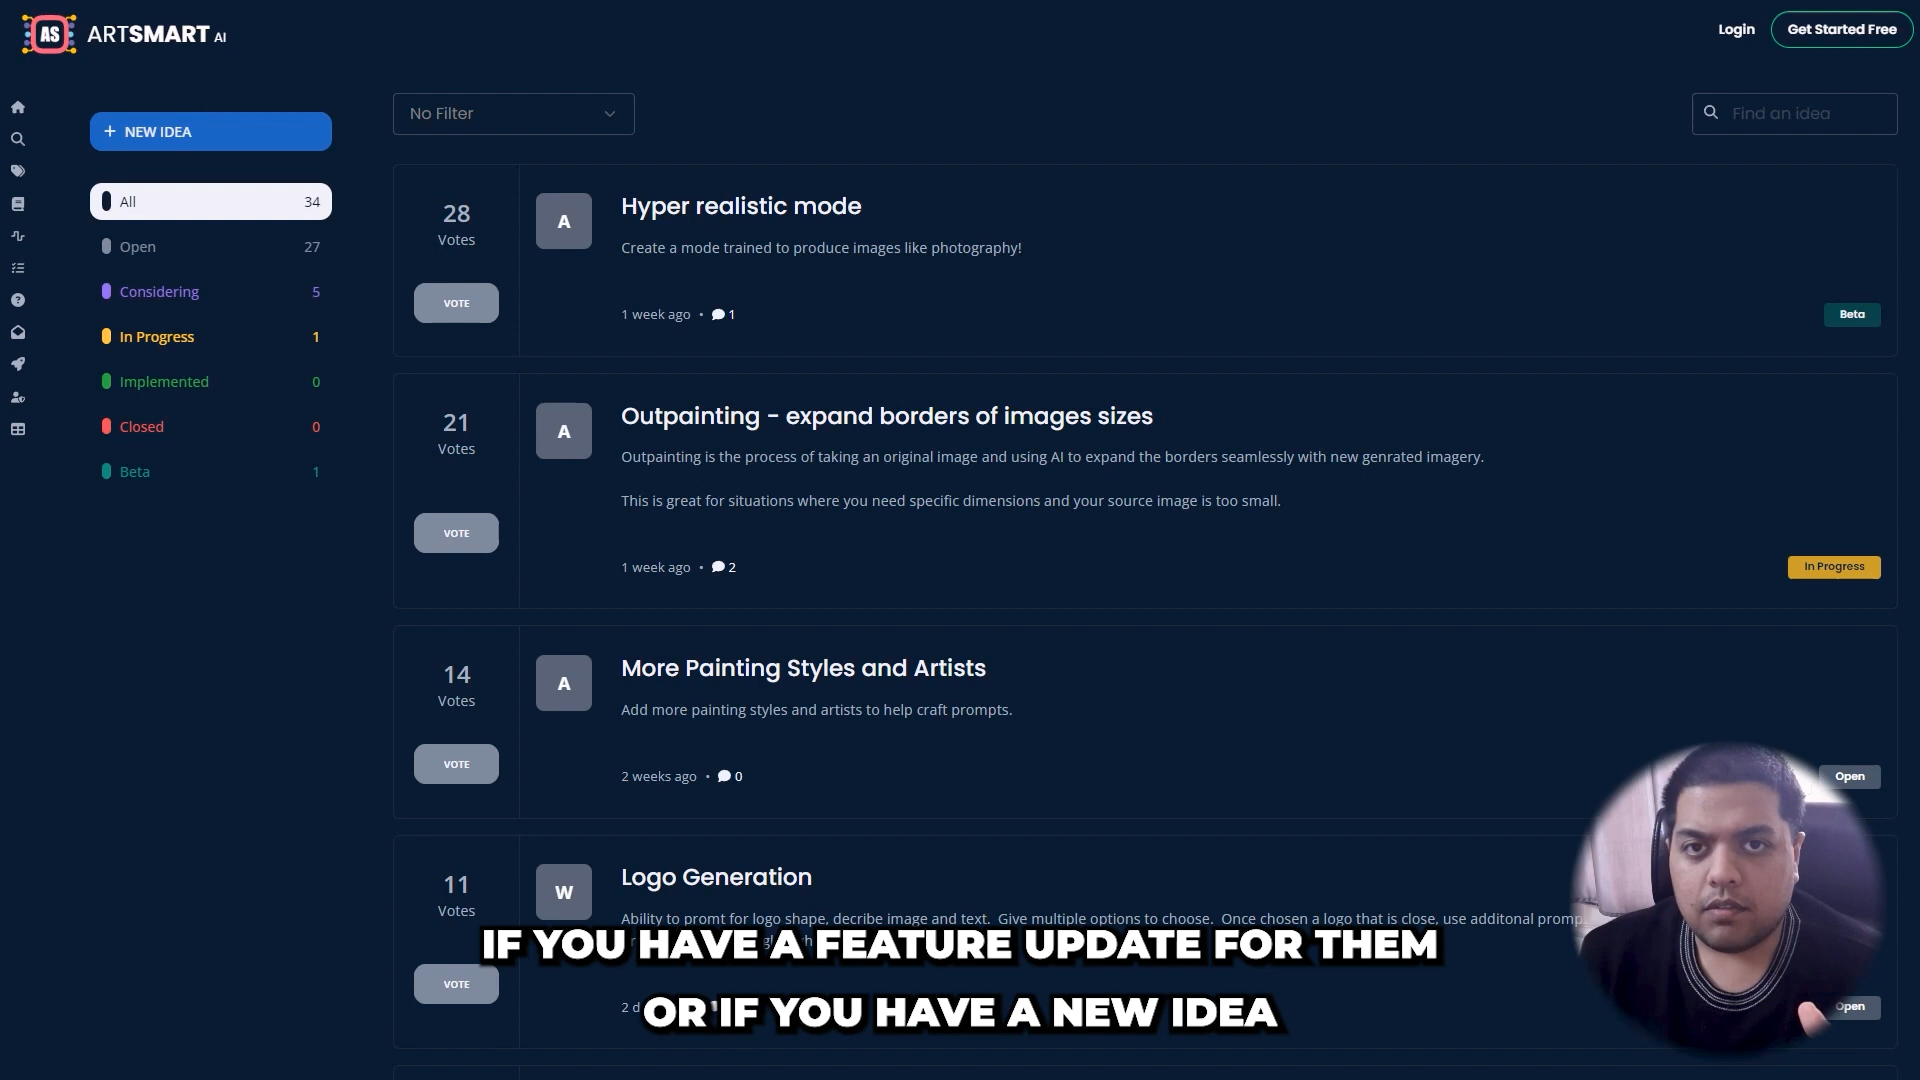 AS ARTSMART AI
Login
Get Started Free
+ NEW IDEA
No Filter
Find an idea
All 34
Open 27
Considering 5
In Progress 1
Implemented 0
Closed 0
Beta 1
28
Votes
VOTE
A
Hyper realistic mode
Create a mode trained to produce images like photography!
1 week ago • 1
Beta
21
Votes
VOTE
A
Outpainting - expand borders of images sizes
Outpainting is the process of taking an original image and using AI to expand the borders seamlessly with new genrated imagery.
This is great for situations where you need specific dimensions and your source image is too small.
1 week ago • 2
In Progress
14
Votes
VOTE
A
More Painting Styles and Artists
Add more painting styles and artists to help craft prompts.
2 weeks ago • 0
Open
11
Votes
VOTE
W
Logo Generation
Ability to promt for logo shape, decribe image and text. Give multiple options to choose. Once chosen a logo that is close, use additonal
2 d
Open
IF YOU HAVE A FEATURE UPDATE FOR THEM
OR IF YOU HAVE A NEW IDEA